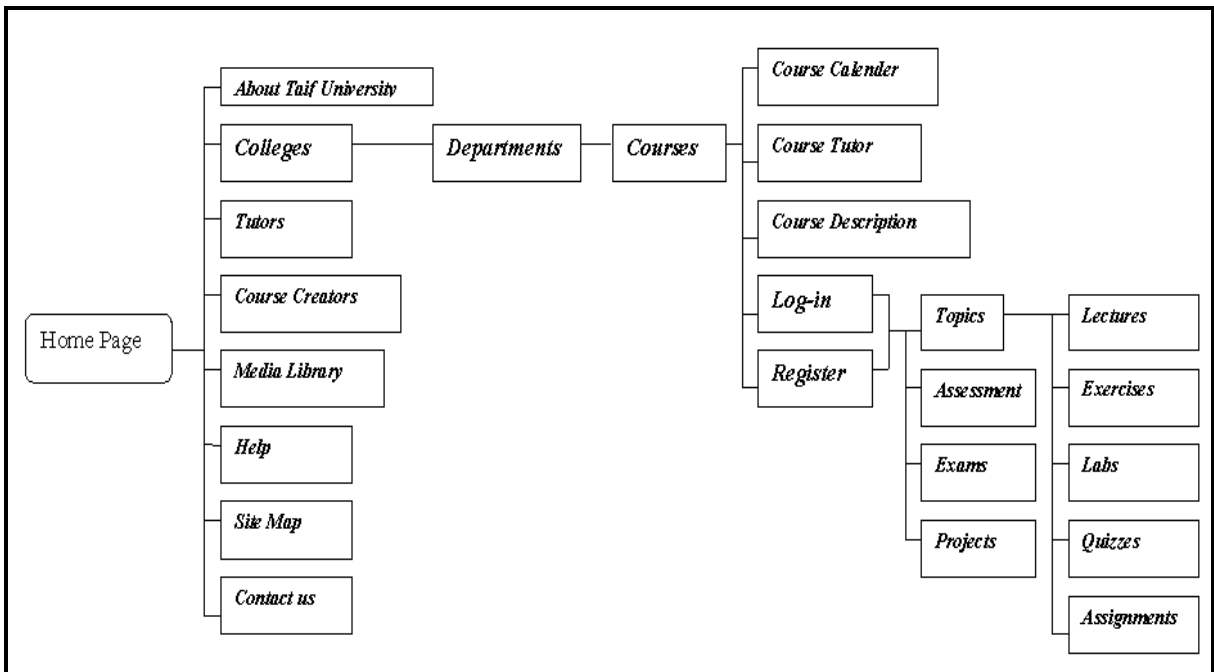 Home Page
About Taif University
Colleges
Tutors
Course Creators
Media Library
Help
Site Map
Contact us
Departments
Courses
Course Calender
Course Tutor
Course Description
Log-in
Register
Topics
Assessment
Exams
Projects
Lectures
Exercises
Labs
Quizzes
Assignments